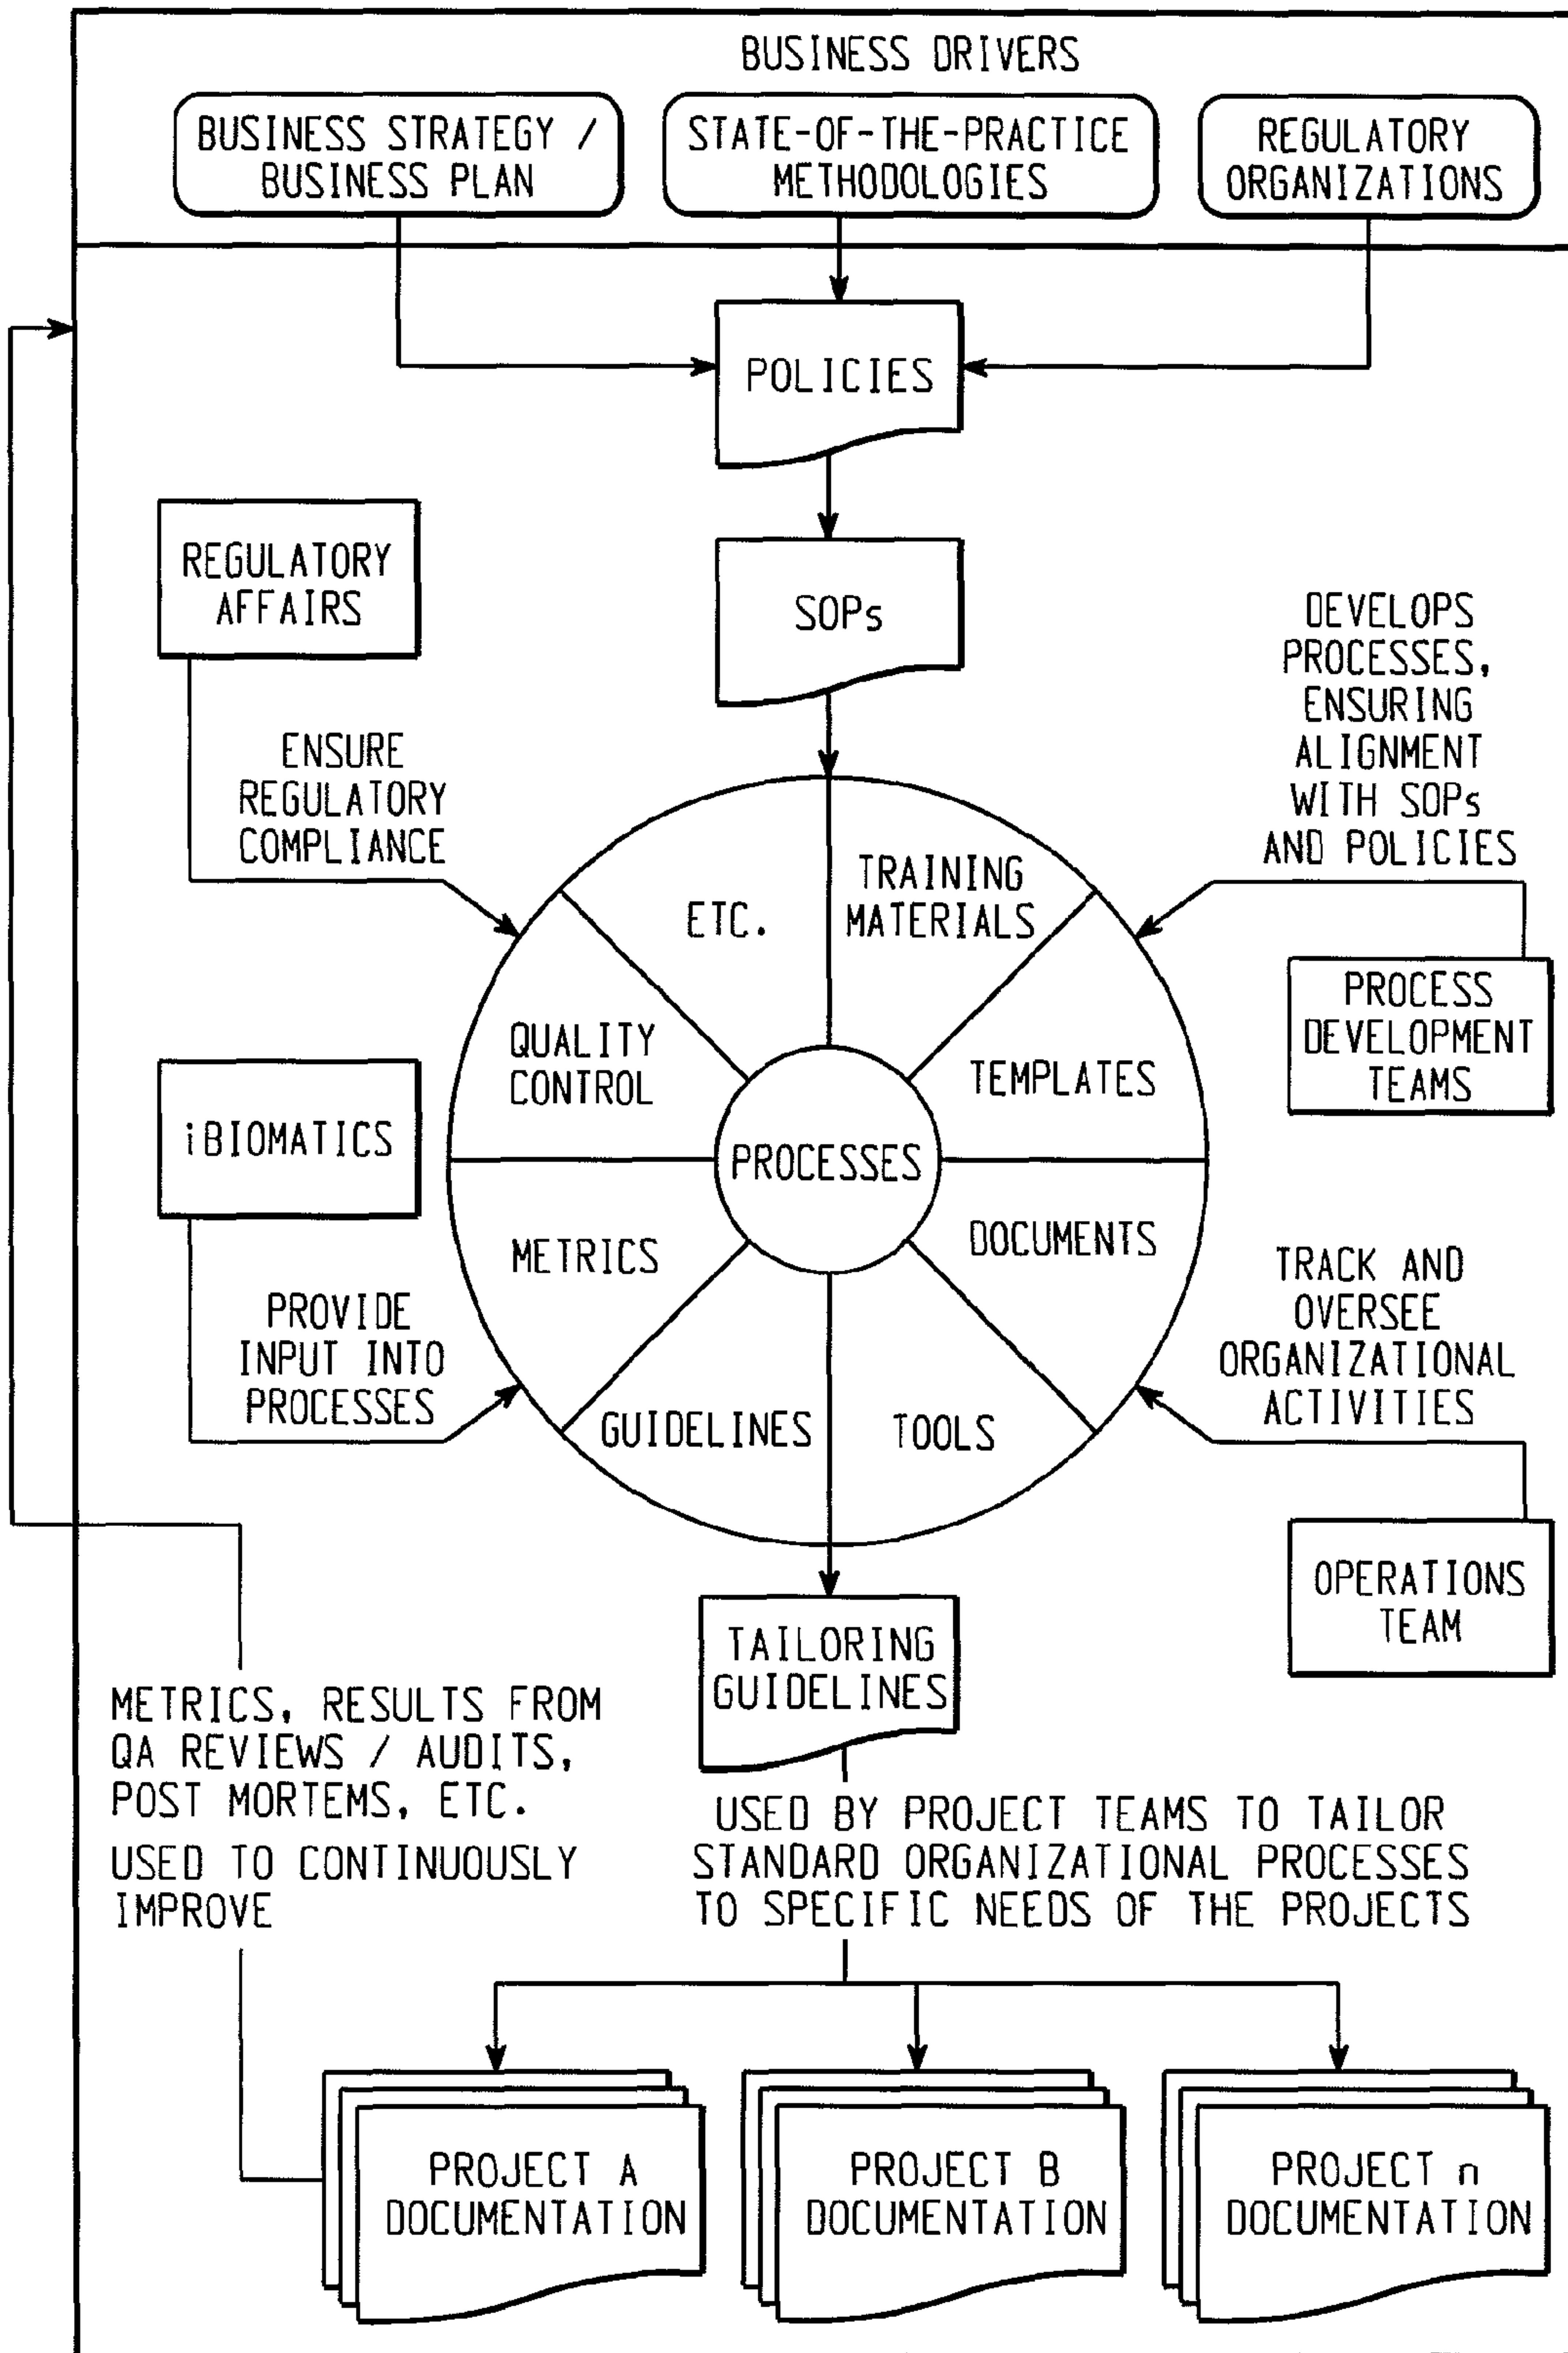 BUSINESS DRIVERS
BUSINESS STRATEGY /
BUSINESS PLAN
STATE-OF-THE-PRACTICE
METHODOLOGIES
REGULATORY
ORGANIZATIONS
POLICIES
REGULATORY
AFFAIRS
SOPs
DEVELOPS
PROCESSES,
ENSURING
ALIGNMENT
WITH SOPs
AND POLICIES
ENSURE
REGULATORY
COMPLIANCE
ETC.
TRAINING
MATERIALS
PROCESS
DEVELOPMENT
TEAMS
QUALITY
CONTROL
TEMPLATES
iBIOMATICS
PROCESSES
METRICS
DOCUMENTS
PROVIDE
INPUT INTO
PROCESSES
TRACK AND
OVERSEE
ORGANIZATIONAL
ACTIVITIES
GUIDELINES
TOOLS
OPERATIONS
TEAM
TAILORING
GUIDELINES
METRICS, RESULTS FROM
QA REVIEWS / AUDITS,
POST MORTEMS, ETC.
USED TO CONTINUOUSLY
IMPROVE
USED BY PROJECT TEAMS TO TAILOR
STANDARD ORGANIZATIONAL PROCESSES
TO SPECIFIC NEEDS OF THE PROJECTS
PROJECT A
DOCUMENTATION
PROJECT B
DOCUMENTATION
PROJECT n
DOCUMENTATION